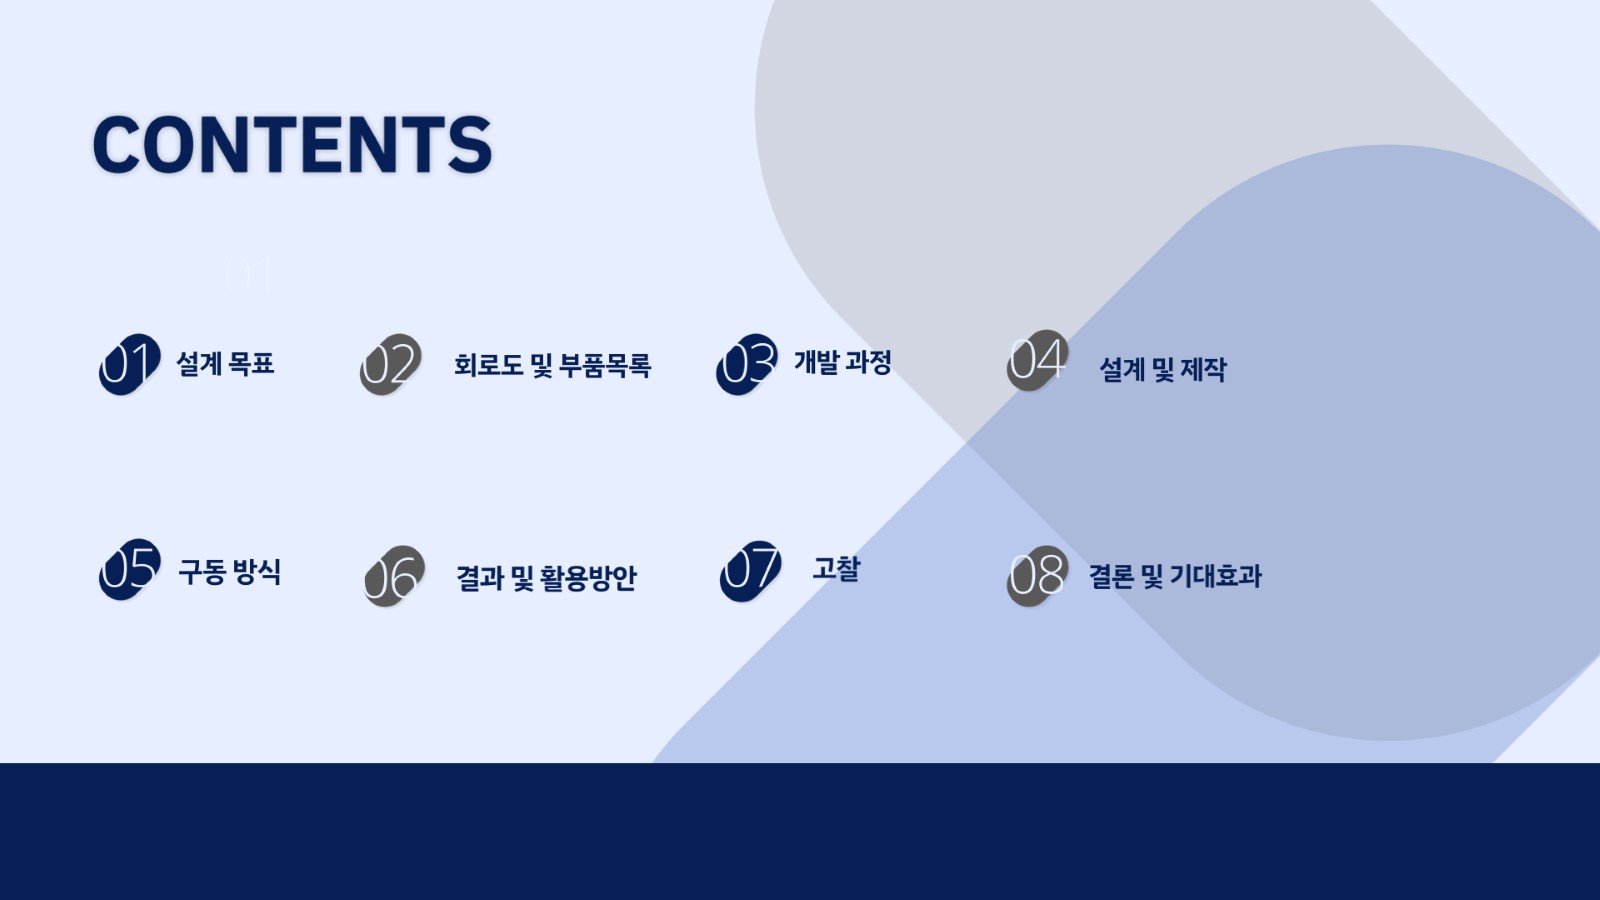 CONTENTS
01
01 설계 목표
02 회로도 및 부품목록
03 개발 과정
04 설계 및 제작
05 구동 방식
06 결과 및 활용방안
07 고찰
08 결론 및 기대효과